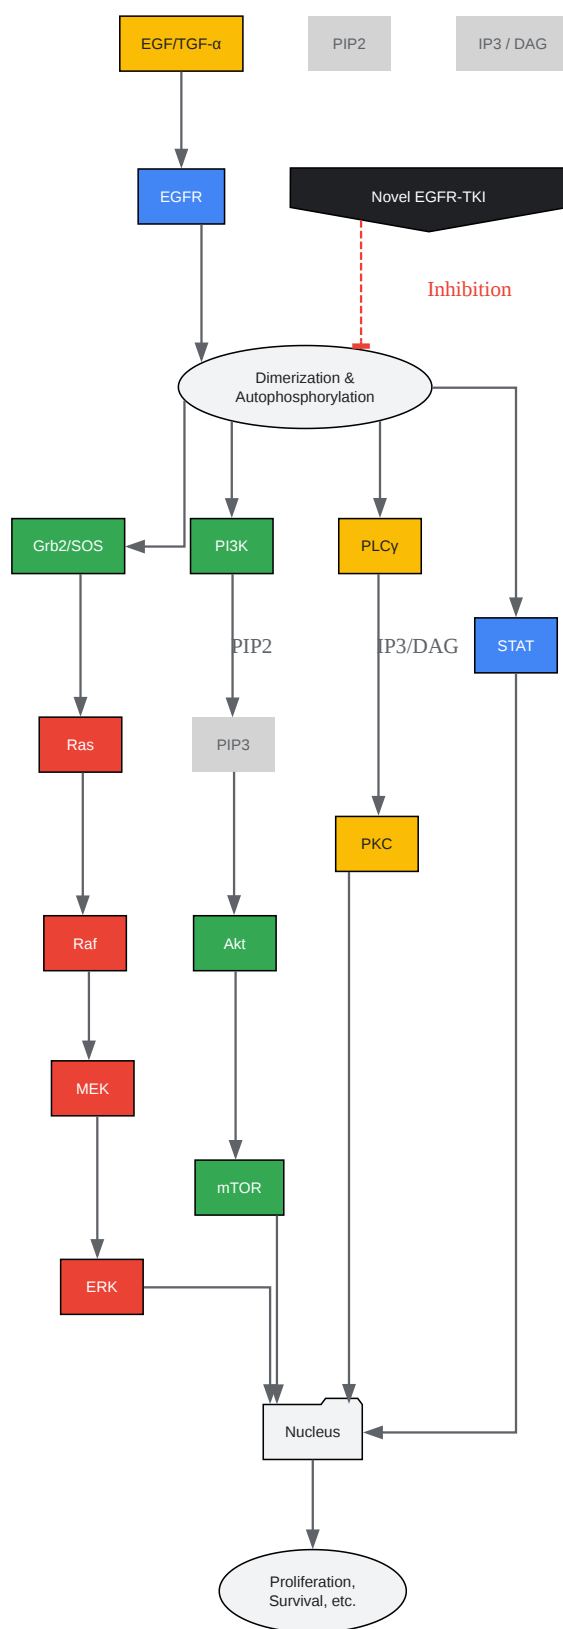 EGF/TGF-α
PIP2
IP3 / DAG
EGFR
Novel EGFR-TKI
Inhibition
Dimerization &
Autophosphorylation
Grb2/SOS
PI3K
PLCγ
PIP2
IP3/DAG
STAT
Ras
PIP3
PKC
Raf
Akt
MEK
mTOR
ERK
Nucleus
Proliferation,
Survival, etc.